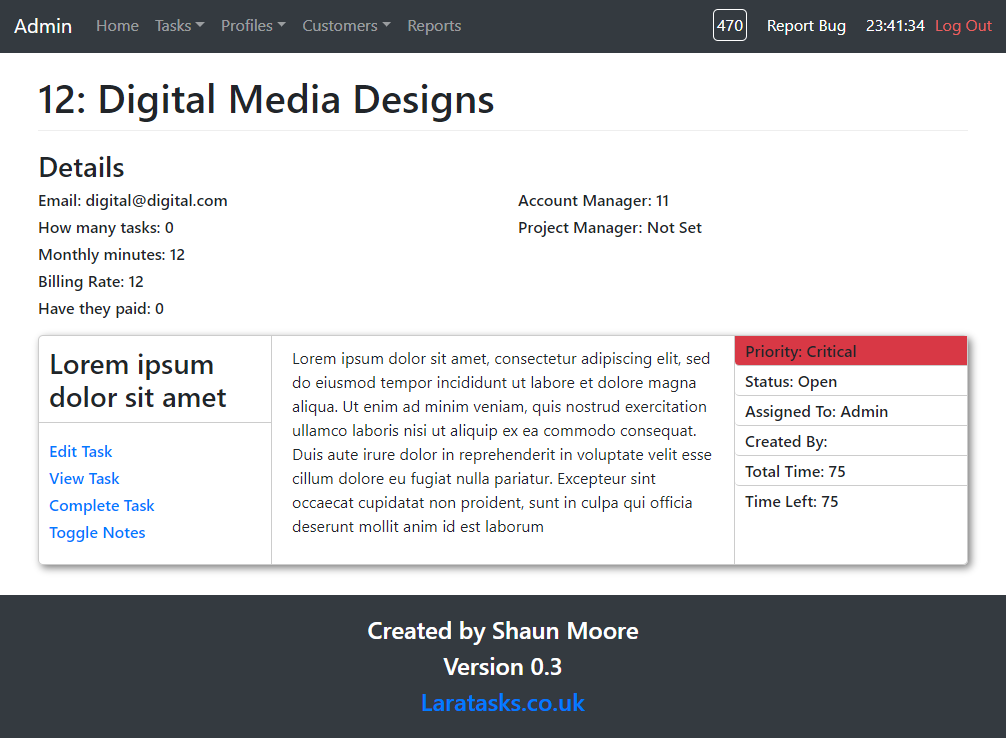 Admin Home Tasks Profiles Customers Reports 470 Report Bug 23:41:34 Log Out
12: Digital Media Designs
Details
Email: digital@digital.com
How many tasks: 0
Monthly minutes: 12
Billing Rate: 12
Have they paid: 0
Account Manager: 11
Project Manager: Not Set
Lorem ipsum
dolor sit amet
Edit Task
View Task
Complete Task
Toggle Notes
Lorem ipsum dolor sit amet, consectetur adipiscing elit, sed
do eiusmod tempor incididunt ut labore et dolore magna
aliqua. Ut enim ad minim veniam, quis nostrud exercitation
ullamco laboris nisi ut aliquip ex ea commodo consequat.
Duis aute irure dolor in reprehenderit in voluptate velit esse
cillum dolore eu fugiat nulla pariatur. Excepteur sint
occaecat cupidatat non proident, sunt in culpa qui officia
deserunt mollit anim id est laborum
Priority: Critical
Status: Open
Assigned To: Admin
Created By:
Total Time: 75
Time Left: 75
Created by Shaun Moore
Version 0.3
Laratasks.co.uk